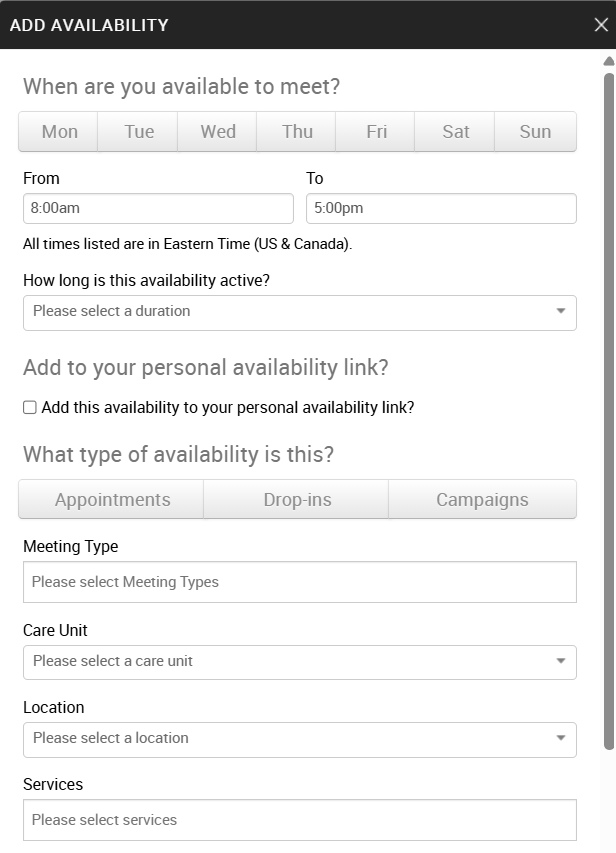 ADD AVAILABILITY
When are you available to meet?
Mon Tue Wed Thu Fri Sat Sun
From To
8:00am 5:00pm
All times listed are in Eastern Time (US & Canada).
How long is this availability active?
Please select a duration
Add to your personal availability link?
Add this availability to your personal availability link?
What type of availability is this?
Appointments Drop-ins Campaigns
Meeting Type
Please select Meeting Types
Care Unit
Please select a care unit
Location
Please select a location
Services
Please select services